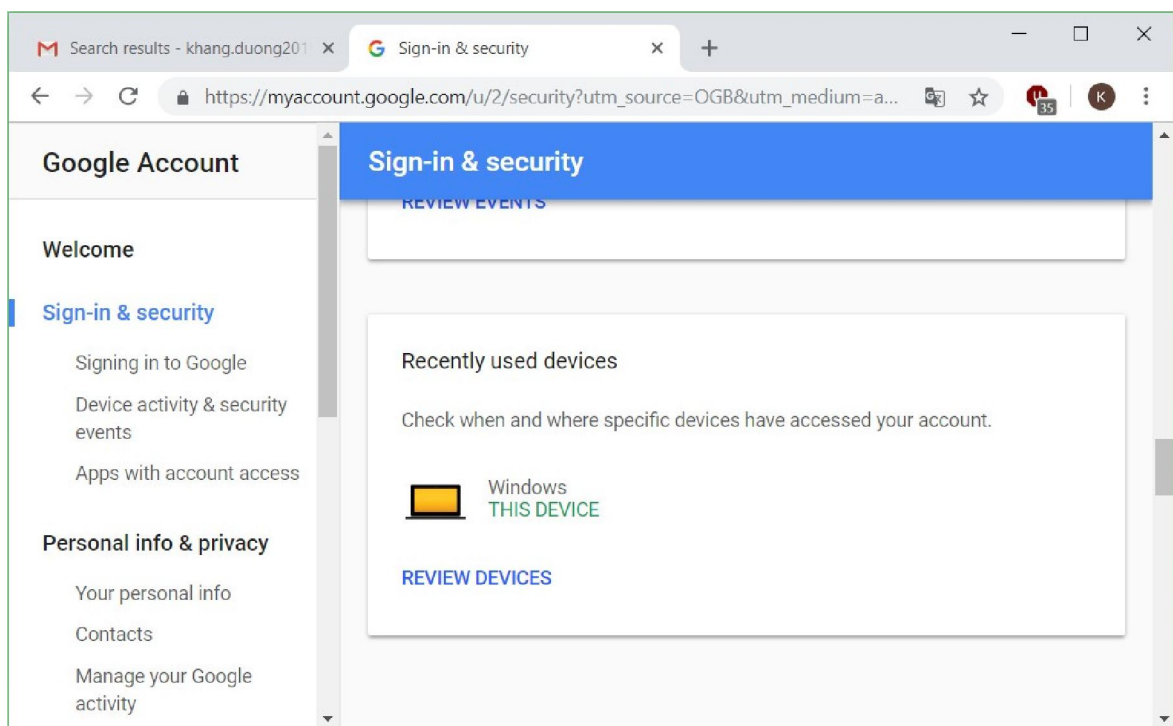 Search results - khang.duong201
Sign-in & security
https://myaccount.google.com/u/2/security?utm_source=OGB&utm_medium=a...
35
K
Google Account
Sign-in & security
REVIEW EVENTS
Welcome
Sign-in & security
Signing in to Google
Device activity & security
events
Apps with account access
Personal info & privacy
Your personal info
Contacts
Manage your Google
activity
Recently used devices
Check when and where specific devices have accessed your account.
Windows
THIS DEVICE
REVIEW DEVICES